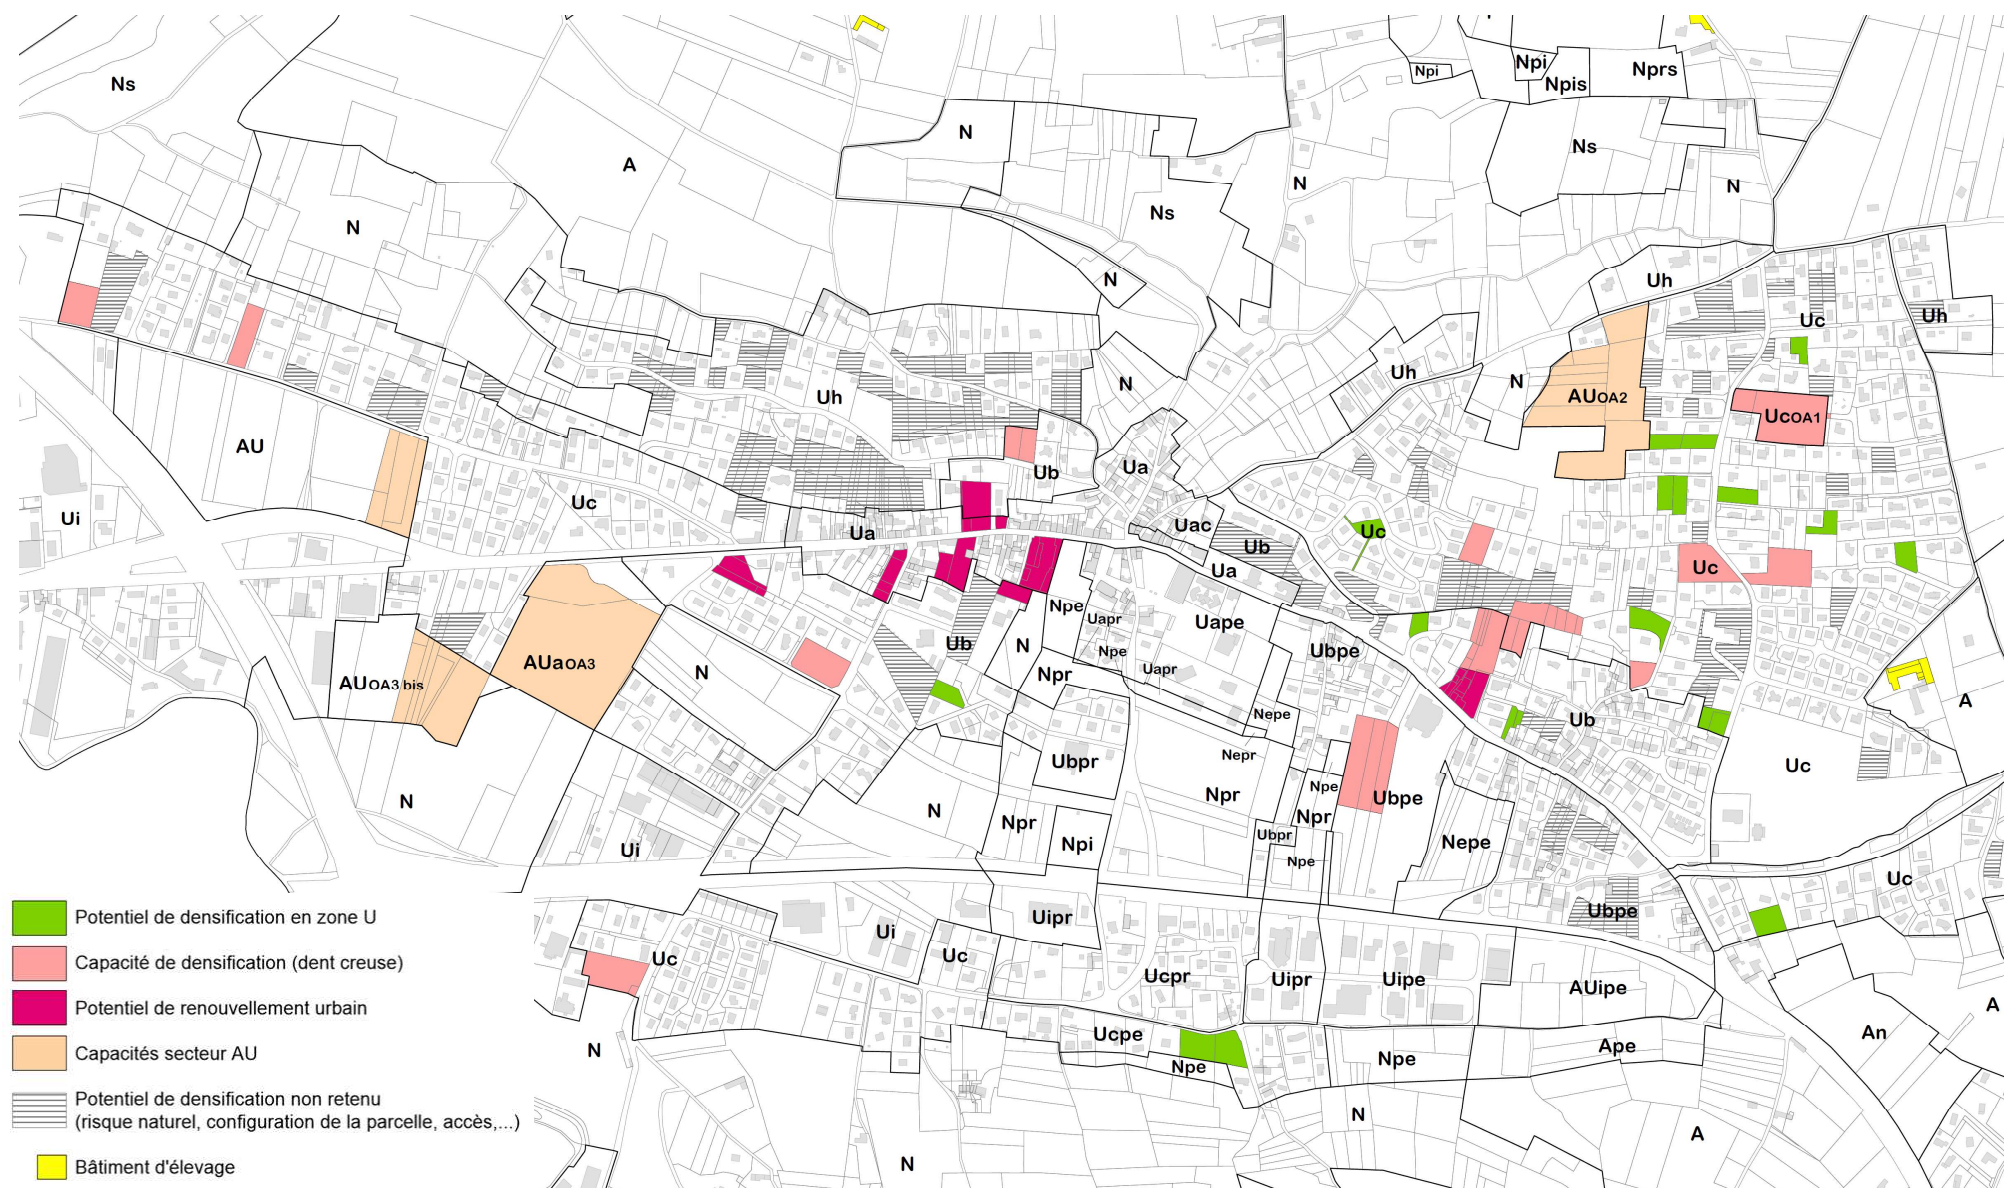 Npi
Npi
Nprs
Npis
Ns
N
A
Ns
N
N
Ns
N
N
Uh
Uh
Uc
N
Uh
N
AUOA2
Uh
UcOA1
AU
Ub
Ua
Uc
Ui
Ua
Uac
Uc
Ub
Ua
Uc
Npe
Uapr
Uape
Ub
N
Npe
Ubpe
AUaOA3
N
Npr
Uapr
AUOA3 bis
A
Nepe
Ub
Nepr
Ubpr
Uc
Npe
Npr
Ubpe
N
N
Npr
Npr
Ubpr
Npi
Nepe
Ui
Npe
Uc
Ubpe
Uipr
Ui
Uc
Uc
Ucpr
Uipr
Uipe
AUipe
A
An
Ucpe
Ape
N
Npe
Npe
N
A
N
Potentiel de densification en zone U
Capacité de densification (dent creuse)
Potentiel de renouvellement urbain
Capacités secteur AU
Potentiel de densification non retenu
(risque naturel, configuration de la parcelle, accès,...)
Bâtiment d'élevage